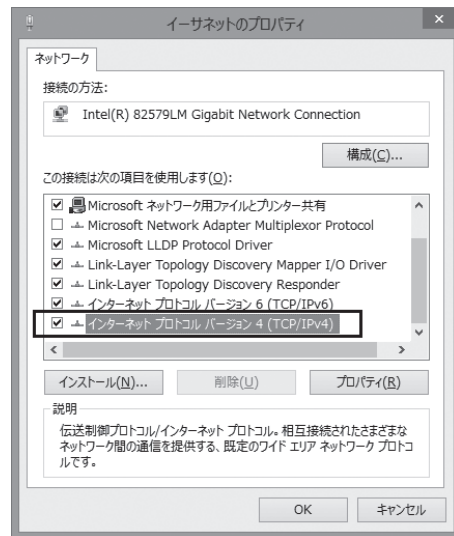 イーサネットのプロパティ
ネットワーク
接続の方法:
Intel(R) 82579LM Gigabit Network Connection
構成(C)...
この接続は次の項目を使用します(O):
Microsoft ネットワーク用ファイルとプリンター共有
Microsoft Network Adapter Multiplexor Protocol
Microsoft LLDP Protocol Driver
Link-Layer Topology Discovery Mapper I/O Driver
Link-Layer Topology Discovery Responder
インターネット プロトコル バージョン 6 (TCP/IPv6)
インターネット プロトコル バージョン 4 (TCP/IPv4)
インストール(N)... 削除(U) プロパティ(R)
説明
伝送制御プロトコル/インターネット プロトコル。相互接続されたさまざまな
ネットワーク間の通信を提供する、既定のワイド エリア ネットワーク プロトコ
ルです。
OK キャンセル